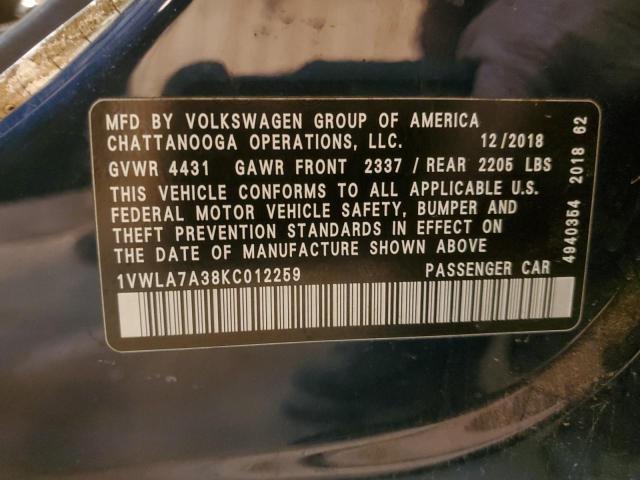 MFD BY VOLKSWAGEN GROUP OF AMERICA
CHATTANOOGA OPERATIONS, LLC. 12/2018
GVWR 4431 GAWR FRONT 2337 / REAR 2205 LBS
THIS VEHICLE CONFORMS TO ALL APPLICABLE U.S.
FEDERAL MOTOR VEHICLE SAFETY, BUMPER AND
THEFT PREVENTION STANDARDS IN EFFECT ON
THE DATE OF MANUFACTURE SHOWN ABOVE
1VWLA7A38KC012259 PASSENGER CAR
4940354 2018 62